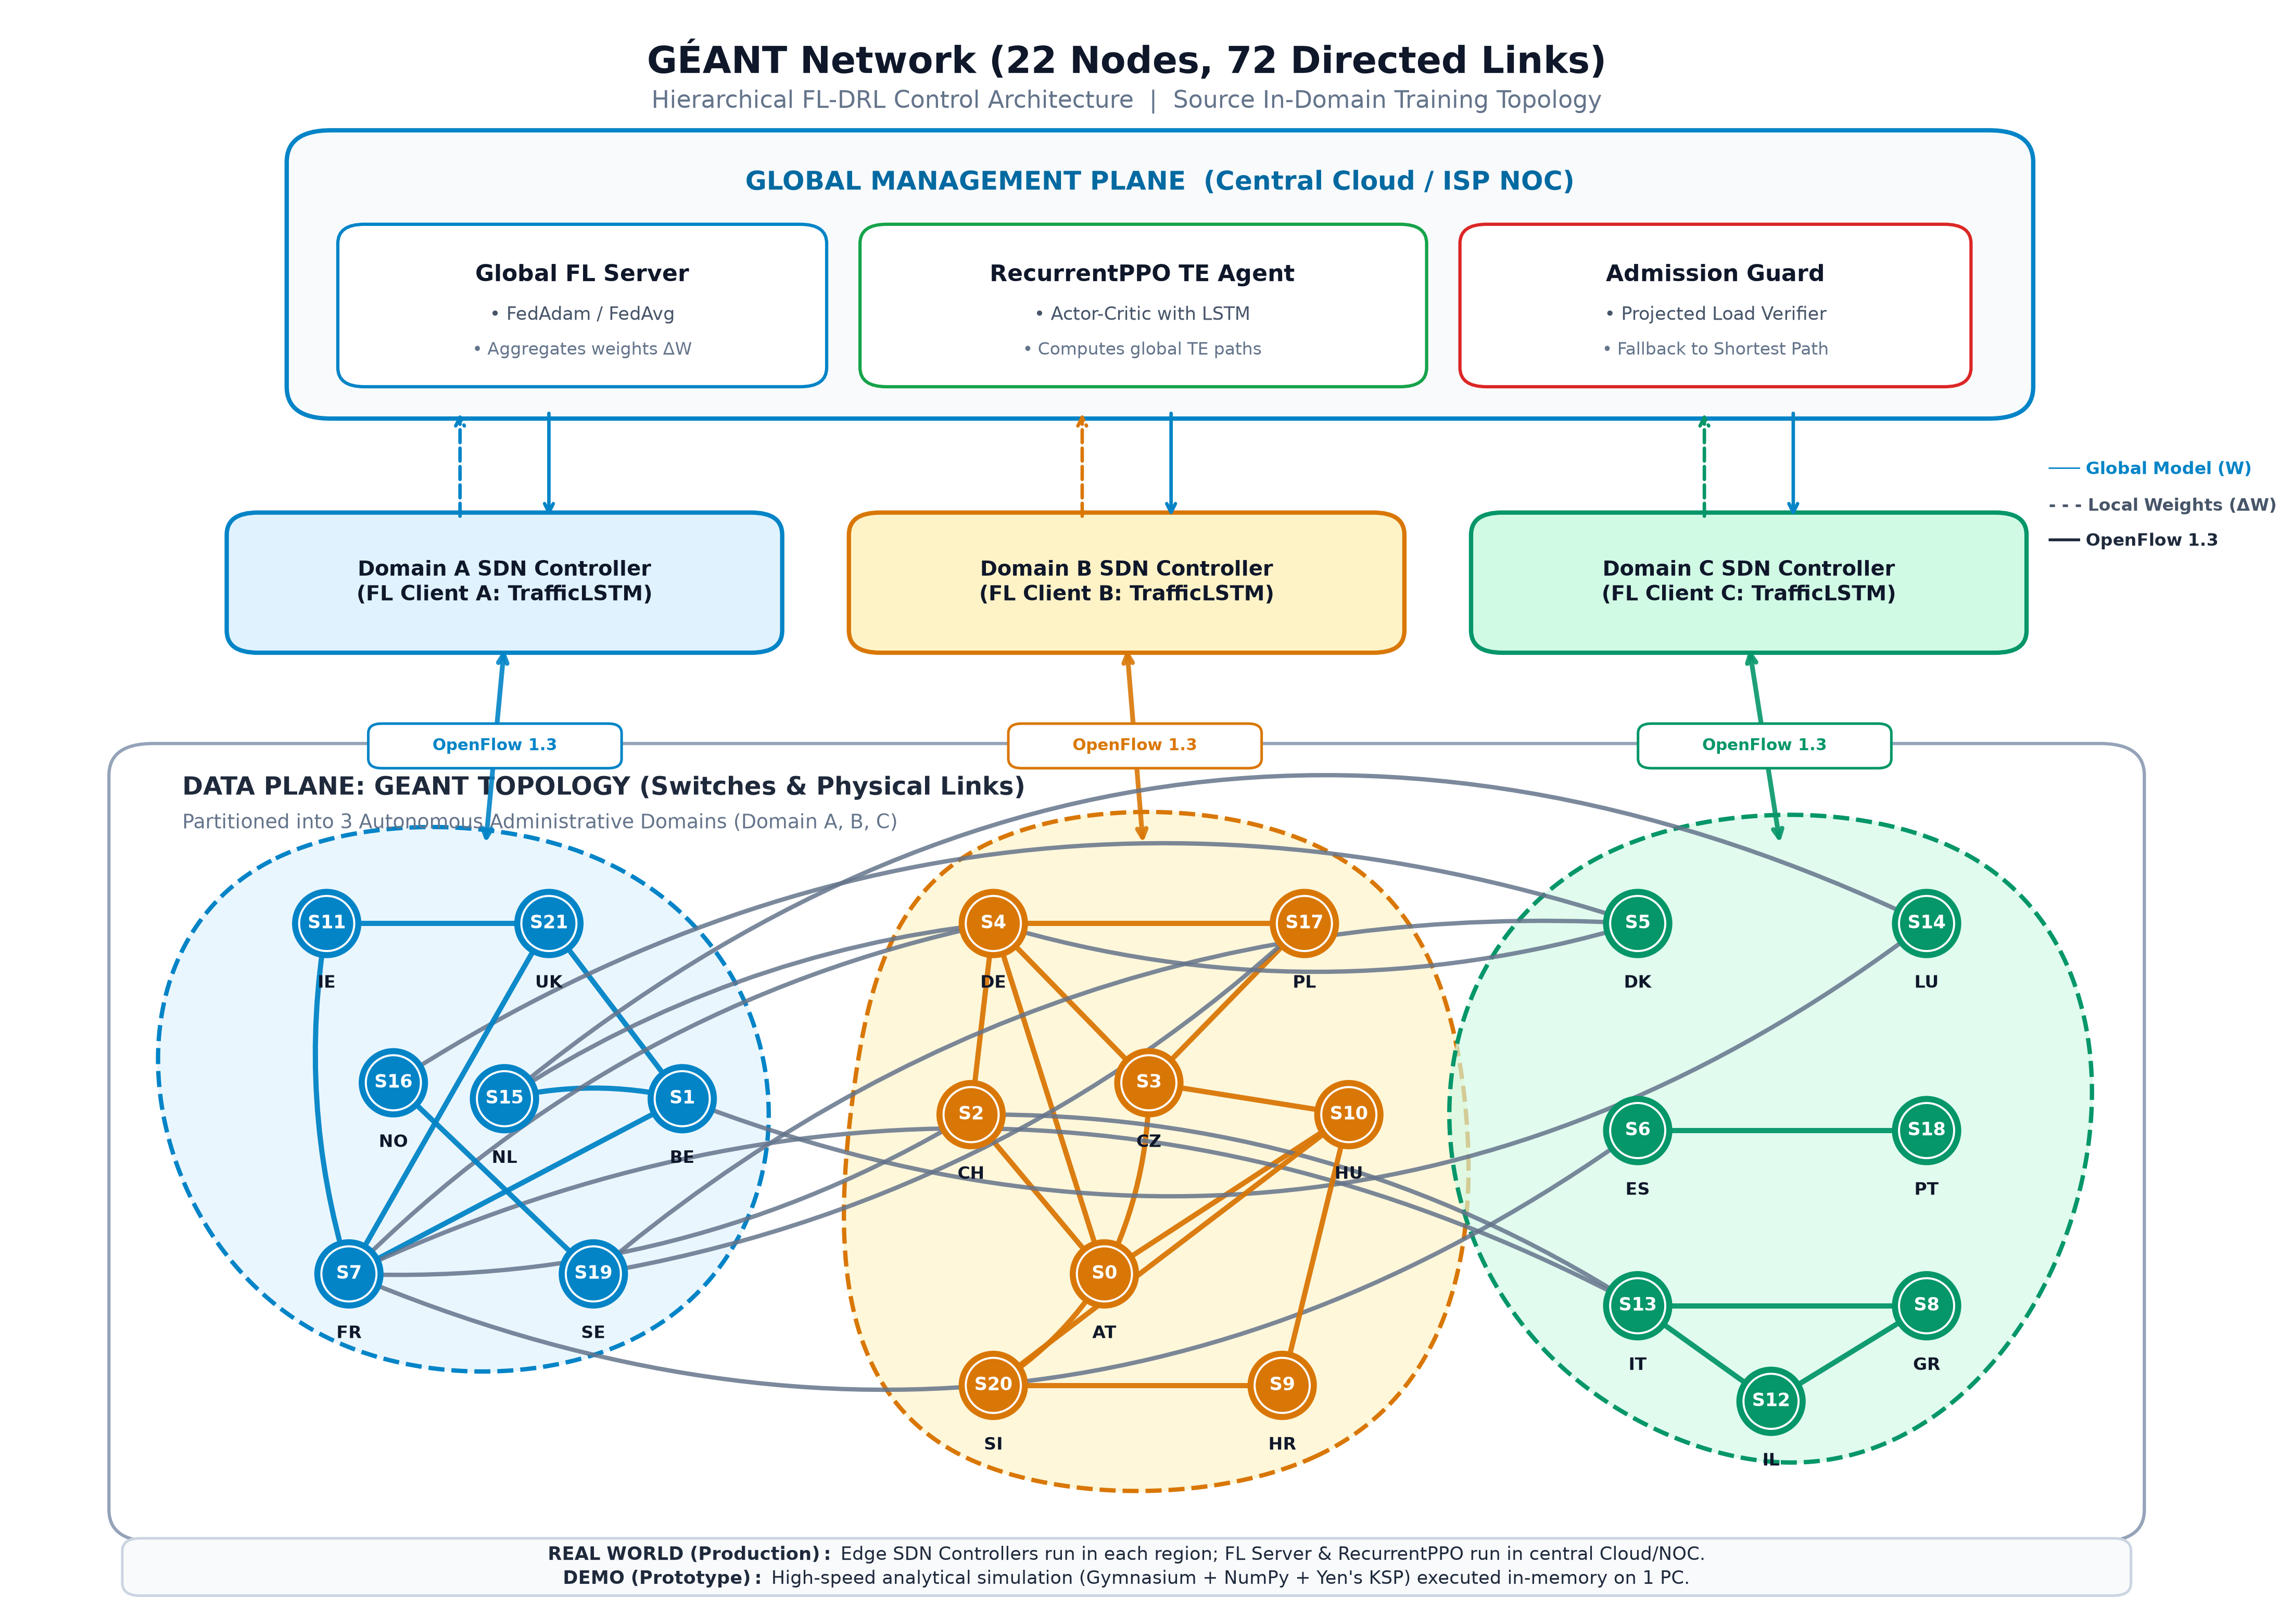 GÉANT Network (22 Nodes, 72 Directed Links)
Hierarchical FL-DRL Control Architecture | Source In-Domain Training Topology
GLOBAL MANAGEMENT PLANE (Central Cloud / ISP NOC)
Global FL Server
• FedAdam / FedAvg
• Aggregates weights ΔW
RecurrentPPO TE Agent
• Actor-Critic with LSTM
• Computes global TE paths
Admission Guard
• Projected Load Verifier
• Fallback to Shortest Path
Global Model (W)
Local Weights (ΔW)
OpenFlow 1.3
Domain A SDN Controller
(FL Client A: TrafficLSTM)
Domain B SDN Controller
(FL Client B: TrafficLSTM)
Domain C SDN Controller
(FL Client C: TrafficLSTM)
OpenFlow 1.3
OpenFlow 1.3
OpenFlow 1.3
DATA PLANE: GEANT TOPOLOGY (Switches & Physical Links)
Partitioned into 3 Autonomous Administrative Domains (Domain A, B, C)
S11
IE
S21
UK
S16
NO
S15
NL
S1
BE
S7
FR
S19
SE
S4
DE
S17
PL
S3
CZ
S2
CH
S10
HU
S0
AT
S20
SI
S9
HR
S5
DK
S14
LU
S6
ES
S18
PT
S13
IT
S8
GR
S12
IL
REAL WORLD (Production): Edge SDN Controllers run in each region; FL Server & RecurrentPPO run in central Cloud/NOC.
DEMO (Prototype): High-speed analytical simulation (Gymnasium + NumPy + Yen's KSP) executed in-memory on 1 PC.